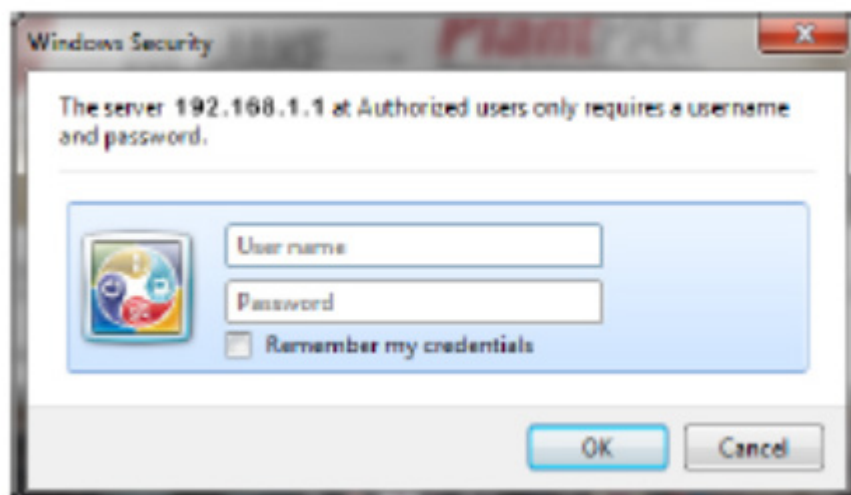 Windows Security
PlantPAx
The server 192.168.1.1 at Authorized users only requires a username
and password.
User name
Password
Remember my credentials
OK Cancel